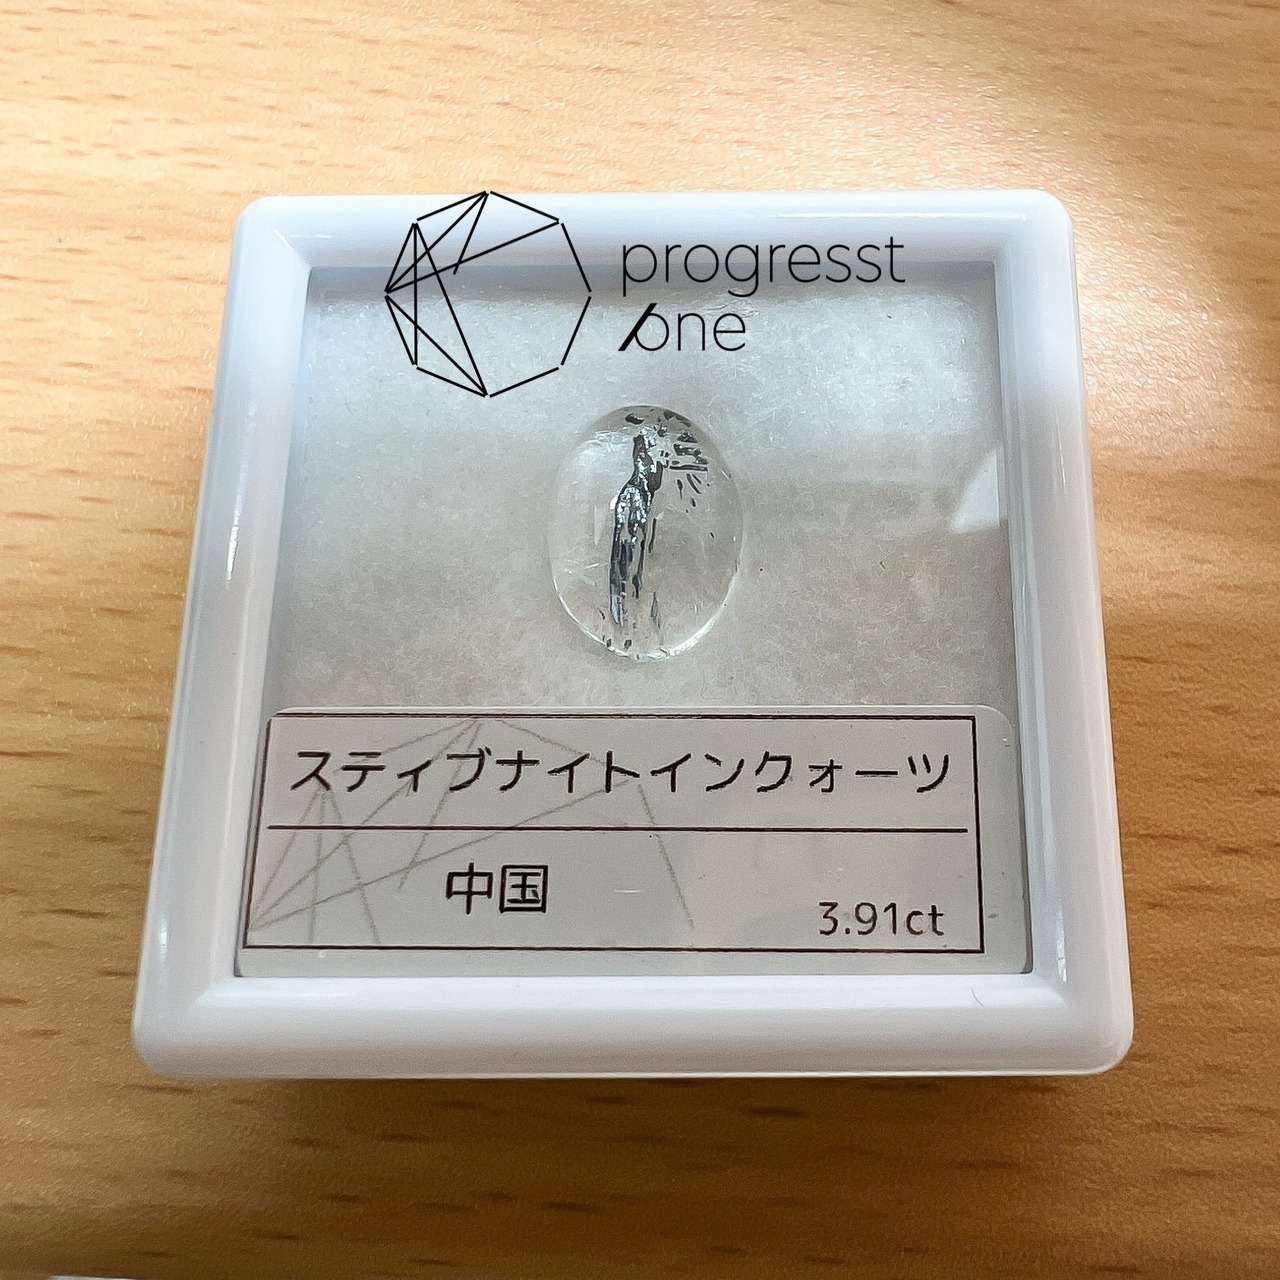 progresst
one
スティブナイトインクォーツ
中国
3.91ct